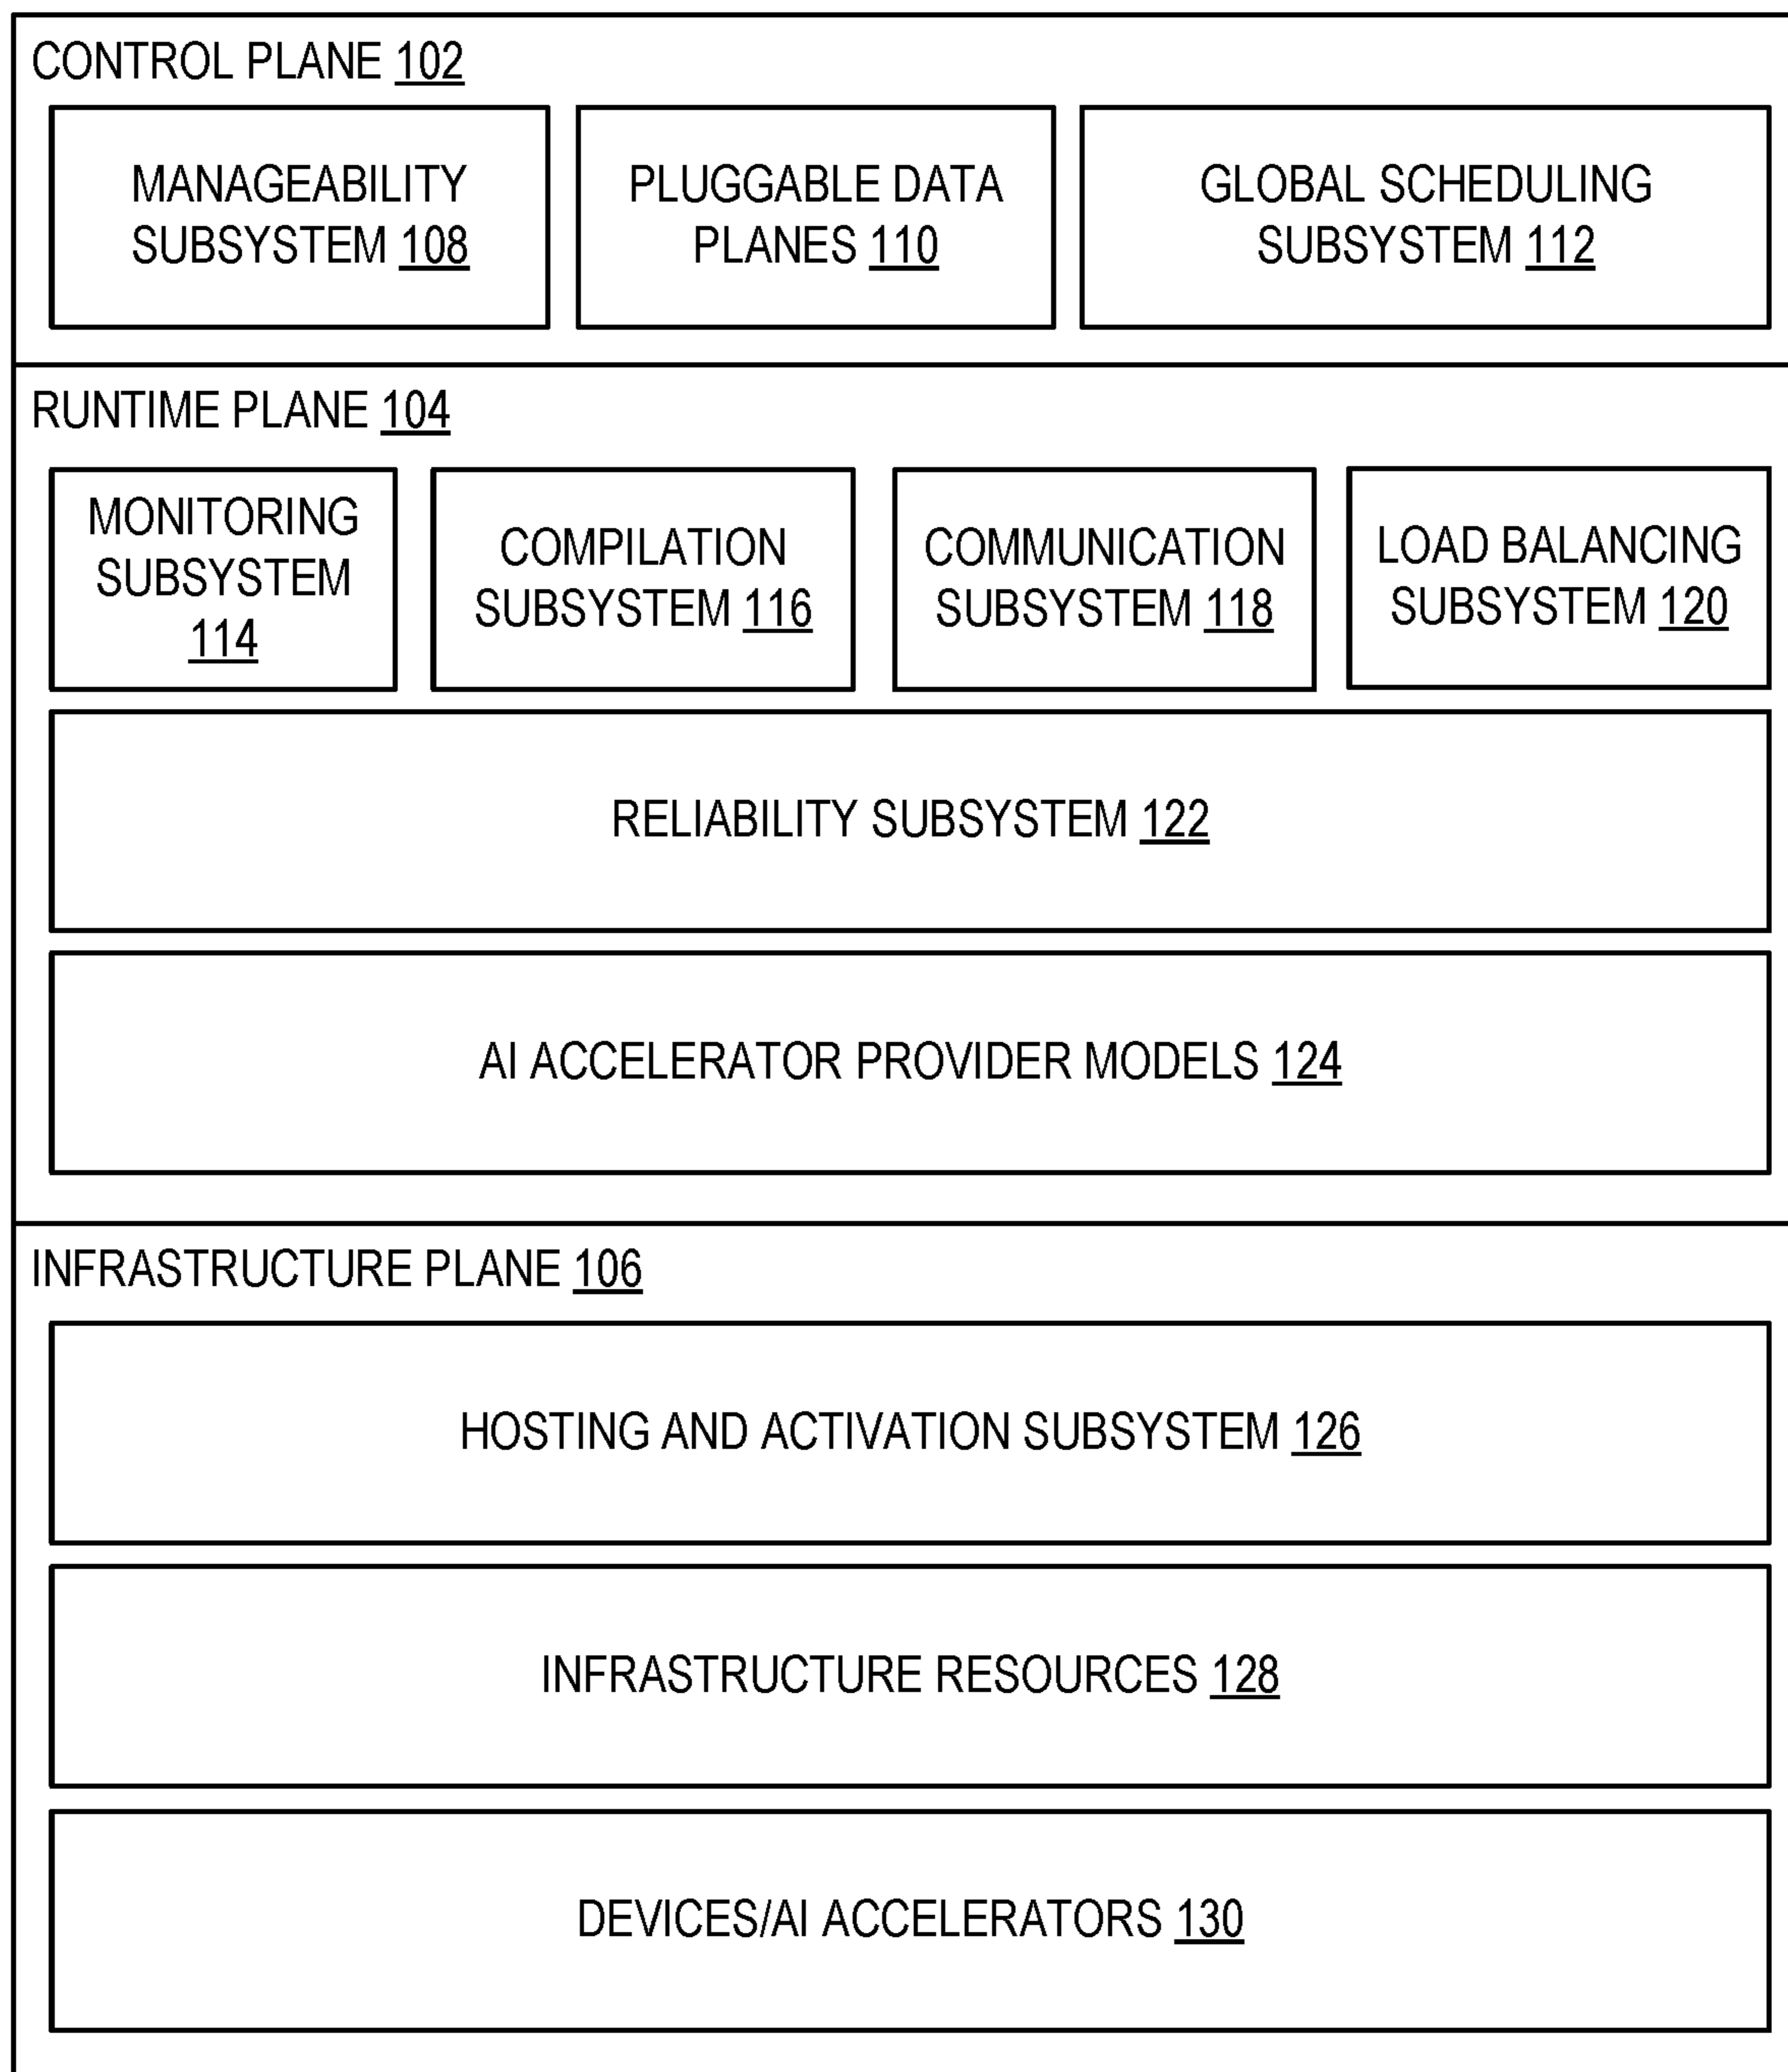 CONTROL PLANE 102
MANAGEABILITY
SUBSYSTEM 108
PLUGGABLE DATA
PLANES 110
GLOBAL SCHEDULING
SUBSYSTEM 112
RUNTIME PLANE 104
MONITORING
SUBSYSTEM
114
COMPILATION
SUBSYSTEM 116
COMMUNICATION
SUBSYSTEM 118
LOAD BALANCING
SUBSYSTEM 120
RELIABILITY SUBSYSTEM 122
AI ACCELERATOR PROVIDER MODELS 124
INFRASTRUCTURE PLANE 106
HOSTING AND ACTIVATION SUBSYSTEM 126
INFRASTRUCTURE RESOURCES 128
DEVICES/AI ACCELERATORS 130